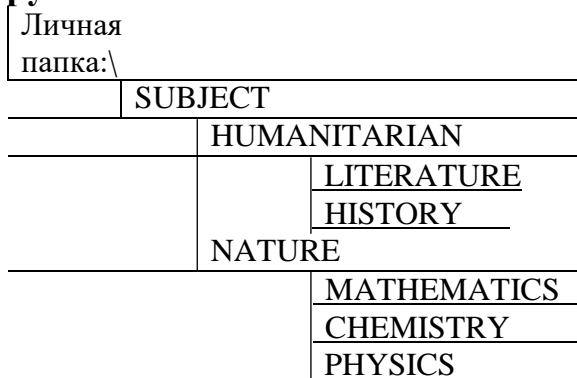 Личная
папка:\
SUBJECT
HUMANITARIAN
LITERATURE
HISTORY
NATURE
MATHEMATICS
CHEMISTRY
PHYSICS